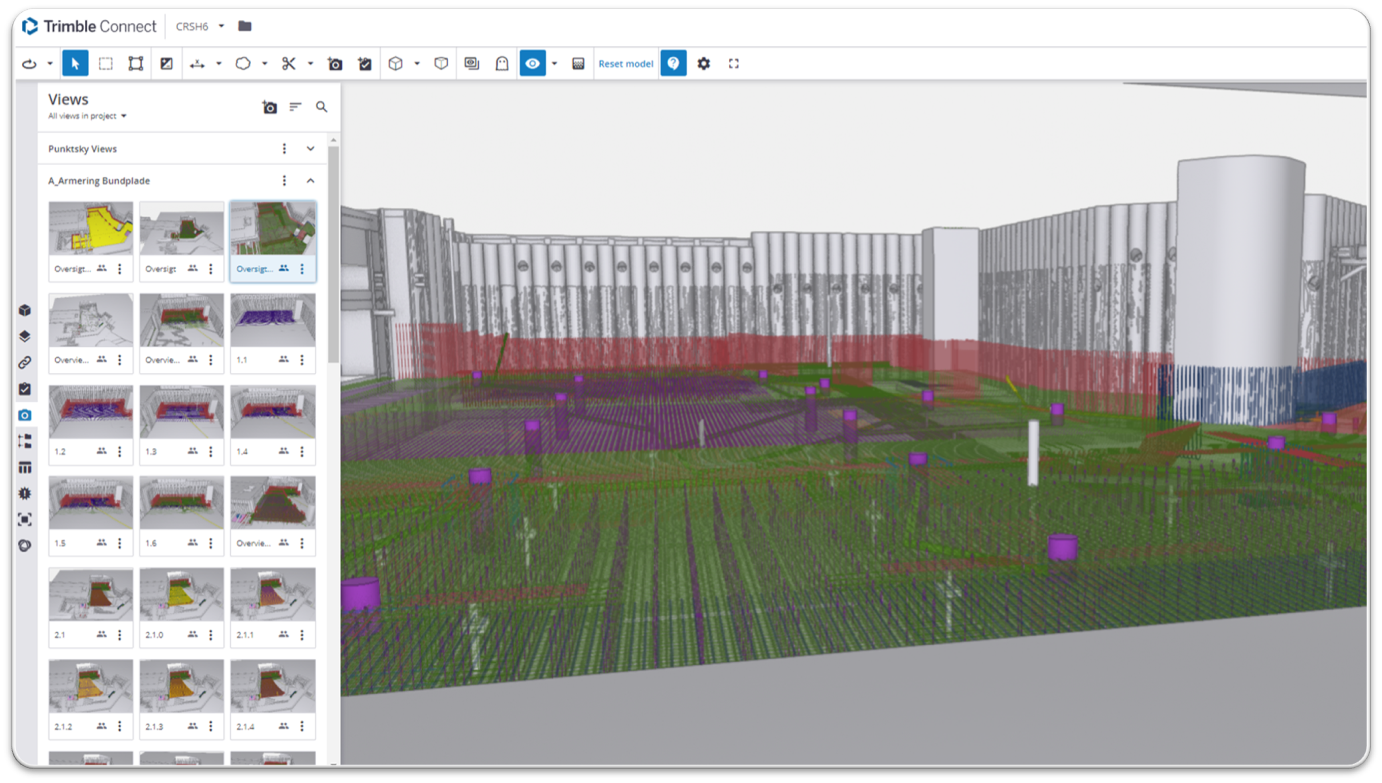 Trimble Connect CRSH6
Reset model
Views
All views in project
Punktsky Views
A_Armering Bundplade
Oversigt... Oversigt Oversigt...
Overvie... Overvie... 1.1
1.2 1.3 1.4
1.5 1.6 Overvie...
2.1 2.1.0 2.1.1
2.1.2 2.1.3 2.1.4